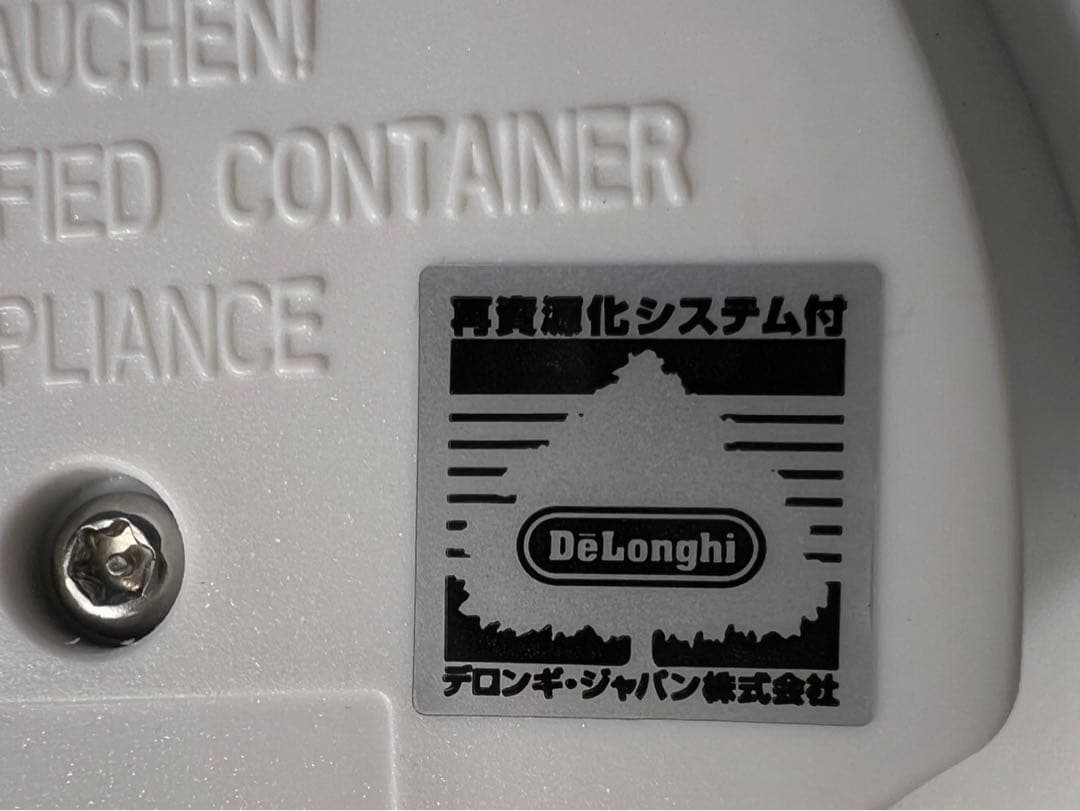 AUCHEN!
FIED CONTAINER
PLIANCE
再資源化システム付
DēLonghi
デロンギ・ジャパン株式会社